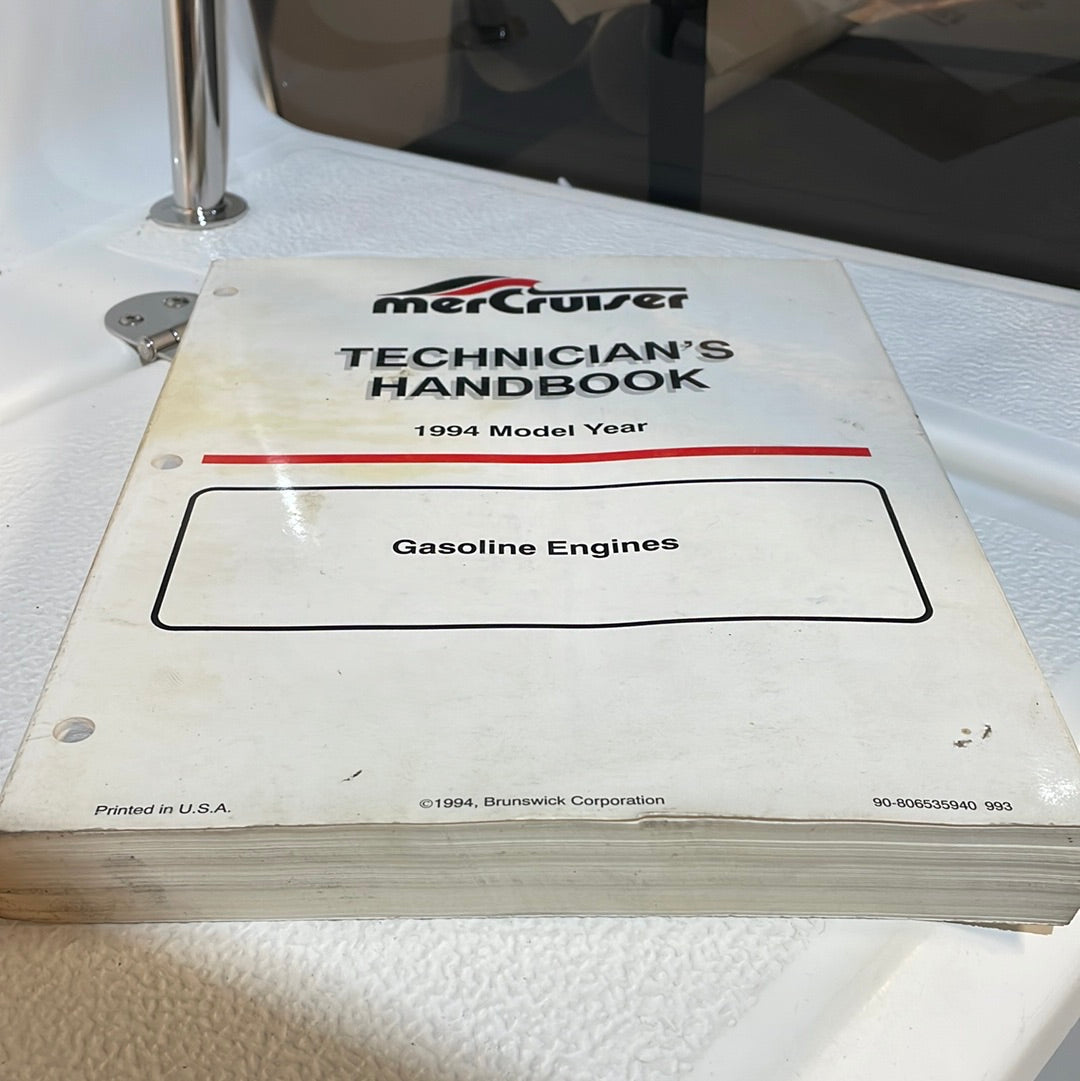 merCruiser
TECHNICIAN'S
HANDBOOK
1994 Model Year
Gasoline Engines
Printed in U.S.A.
©1994, Brunswick Corporation
90-806535940 993